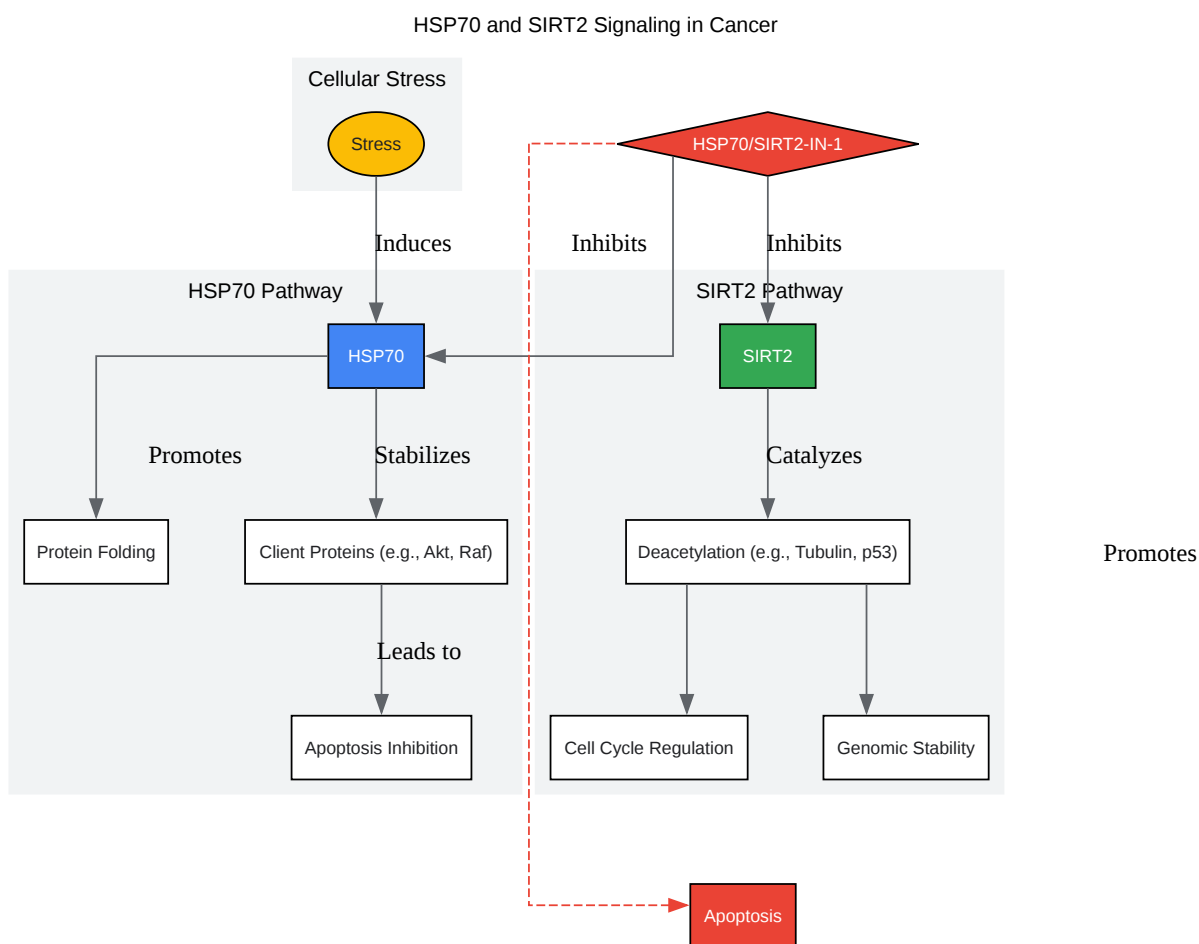 HSP70 and SIRT2 Signaling in Cancer
Cellular Stress
Stress
HSP70/SIRT2-IN-1
Induces
Inhibits
Inhibits
HSP70 Pathway
SIRT2 Pathway
HSP70
SIRT2
Promotes
Stabilizes
Catalyzes
Protein Folding
Client Proteins (e.g., Akt, Raf)
Deacetylation (e.g., Tubulin, p53)
Promotes
Leads to
Apoptosis Inhibition
Cell Cycle Regulation
Genomic Stability
Apoptosis